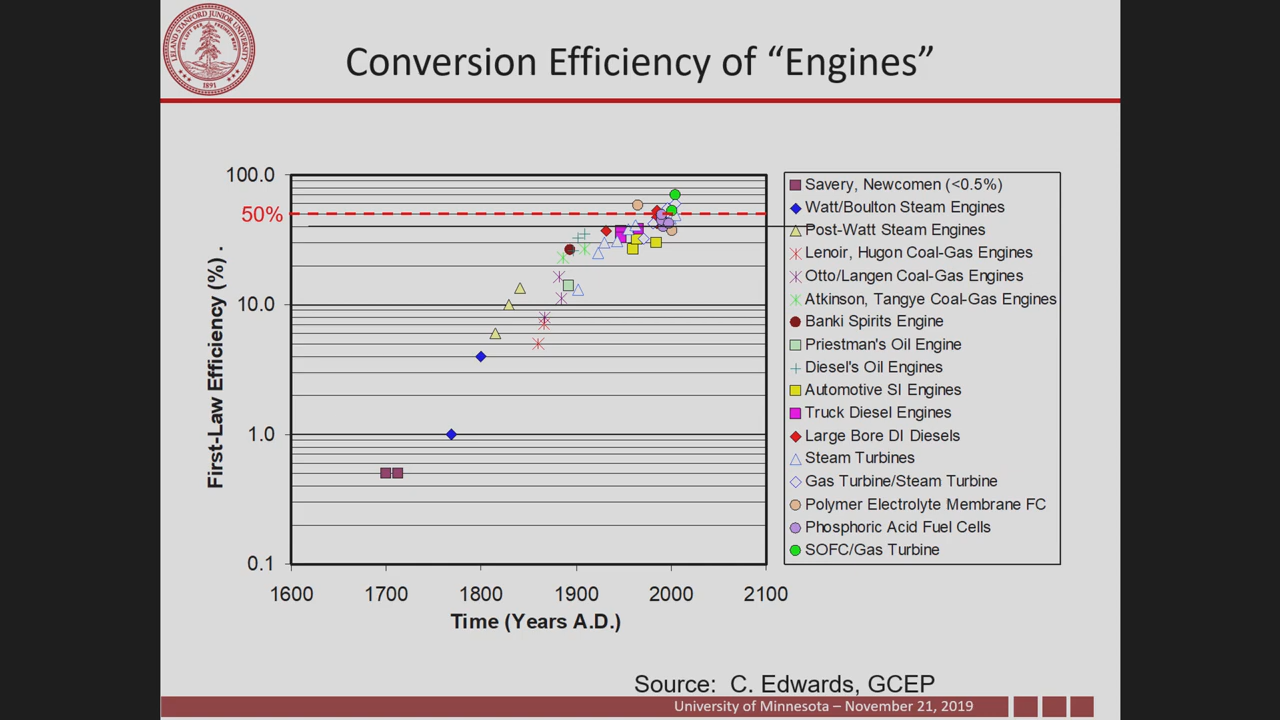 LELAND STANFORD JUNIOR UNIVERSITY
1891
Conversion Efficiency of “Engines”
100.0
50%
10.0
1.0
0.1
First-Law Efficiency (%) .
1600 1700 1800 1900 2000 2100
Time (Years A.D.)
Savery, Newcomen (<0.5%)
Watt/Boulton Steam Engines
Post-Watt Steam Engines
Lenoir, Hugon Coal-Gas Engines
Otto/Langen Coal-Gas Engines
Atkinson, Tangye Coal-Gas Engines
Banki Spirits Engine
Priestman's Oil Engine
Diesel's Oil Engines
Automotive SI Engines
Truck Diesel Engines
Large Bore DI Diesels
Steam Turbines
Gas Turbine/Steam Turbine
Polymer Electrolyte Membrane FC
Phosphoric Acid Fuel Cells
SOFC/Gas Turbine
Source: C. Edwards, GCEP
University of Minnesota – November 21, 2019